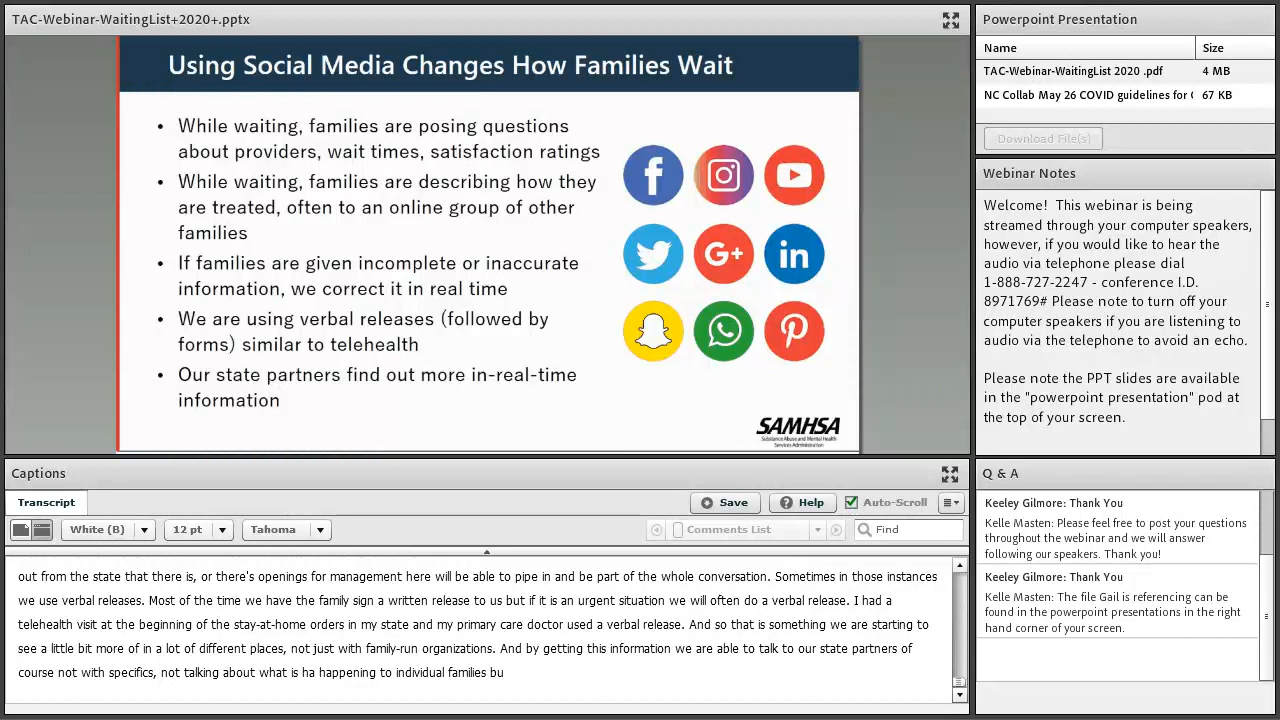 TAC-Webinar-WaitingList+2020+.pptx
Using Social Media Changes How Families Wait
• While waiting, families are posing questions
about providers, wait times, satisfaction ratings
• While waiting, families are describing how they
are treated, often to an online group of other
families
• If families are given incomplete or inaccurate
information, we correct it in real time
• We are using verbal releases (followed by
forms) similar to telehealth
• Our state partners find out more in-real-time
information
f
G+
in
SAMHSA
Substance Abuse and Mental Health
Services Administration
Powerpoint Presentation
Name Size
TAC-Webinar-WaitingList 2020 .pdf 4 MB
NC Collab May 26 COVID guidelines for 67 KB
Download File(s)
Webinar Notes
Welcome! This webinar is being
streamed through your computer speakers,
however, if you would like to hear the
audio via telephone please dial
1-888-727-2247 - conference I.D.
8971769# Please note to turn off your
computer speakers if you are listening to
audio via the telephone to avoid an echo.
Please note the PPT slides are available
in the "powerpoint presentation" pod at
the top of your screen.
Captions
Transcript
Save
Help
Auto-Scroll
White (B)
12 pt
Tahoma
Comments List
Find
out from the state that there is, or there's openings for management here will be able to pipe in and be part of the whole conversation. Sometimes in those instances
we use verbal releases. Most of the time we have the family sign a written release to us but if it is an urgent situation we will often do a verbal release. I had a
telehealth visit at the beginning of the stay-at-home orders in my state and my primary care doctor used a verbal release. And so that is something we are starting to
see a little bit more of in a lot of different places, not just with family-run organizations. And by getting this information we are able to talk to our state partners of
course not with specifics, not talking about what is ha happening to individual families bu
Q & A
Keeley Gilmore: Thank You
Kelle Masten: Please feel free to post your questions
throughout the webinar and we will answer
following our speakers. Thank you!
Keeley Gilmore: Thank You
Kelle Masten: The file Gail is referencing can be
found in the powerpoint presentations in the right
hand corner of your screen.